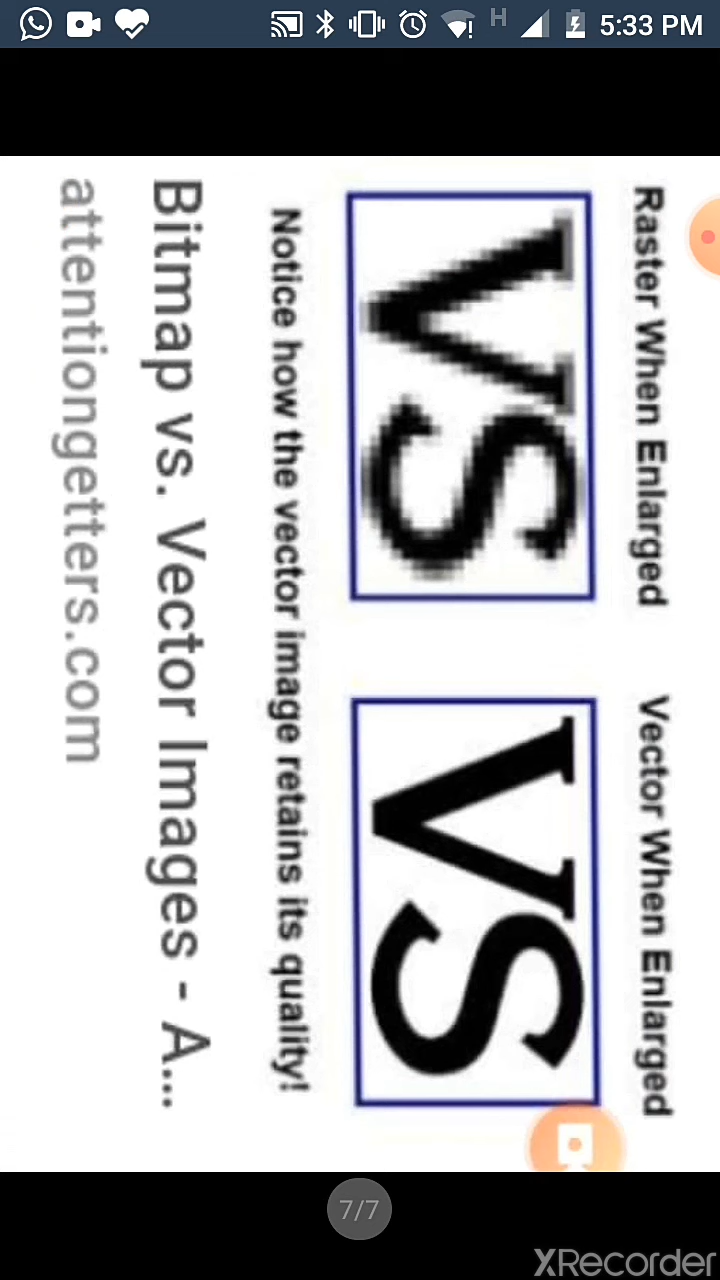 5:33 PM
H
Raster When Enlarged
Vector When Enlarged
VS
VS
Notice how the vector image retains its quality!
Bitmap vs. Vector Images - A...
attentiongetters.com
7/7
XRecorder